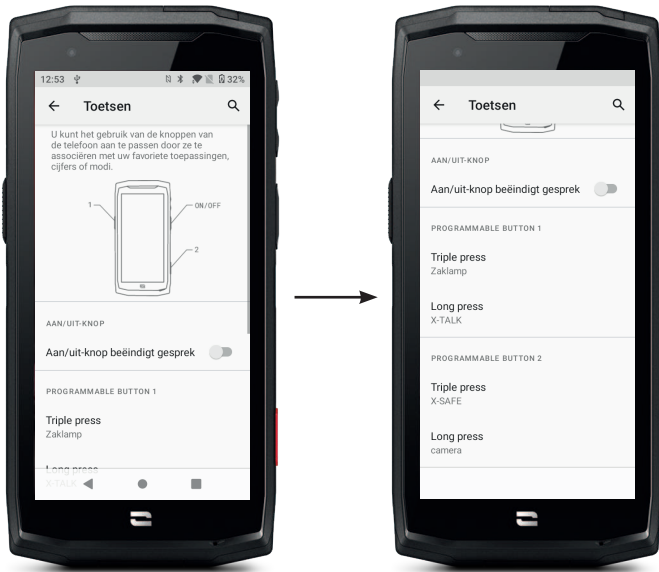 12:53 32%
Toetsen
U kunt het gebruik van de knoppen van
de telefoon aan te passen door ze te
associëren met uw favoriete toepassingen,
cijfers of modi.
1 ON/OFF
2
AAN/UIT-KNOP
Aan/uit-knop beëindigt gesprek
PROGRAMMABLE BUTTON 1
Triple press
Zaklamp
Long press
X-TALK
Toetsen
AAN/UIT-KNOP
Aan/uit-knop beëindigt gesprek
PROGRAMMABLE BUTTON 1
Triple press
Zaklamp
Long press
X-TALK
PROGRAMMABLE BUTTON 2
Triple press
X-SAFE
Long press
camera